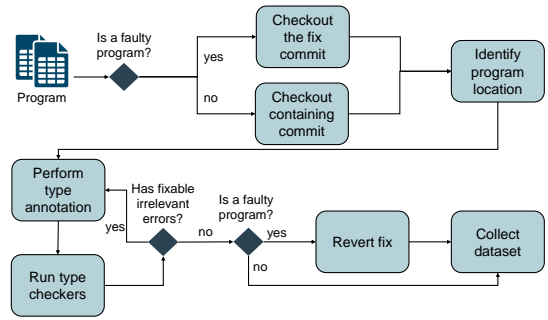 Is a faulty
program?
Program
yes
no
Checkout
the fix
commit
Checkout
containing
commit
Identify
program
location
Perform
type
annotation
Run type
checkers
Has fixable
irrelevant
errors?
yes
no
Is a faulty
program?
yes
no
Revert fix
Collect
dataset